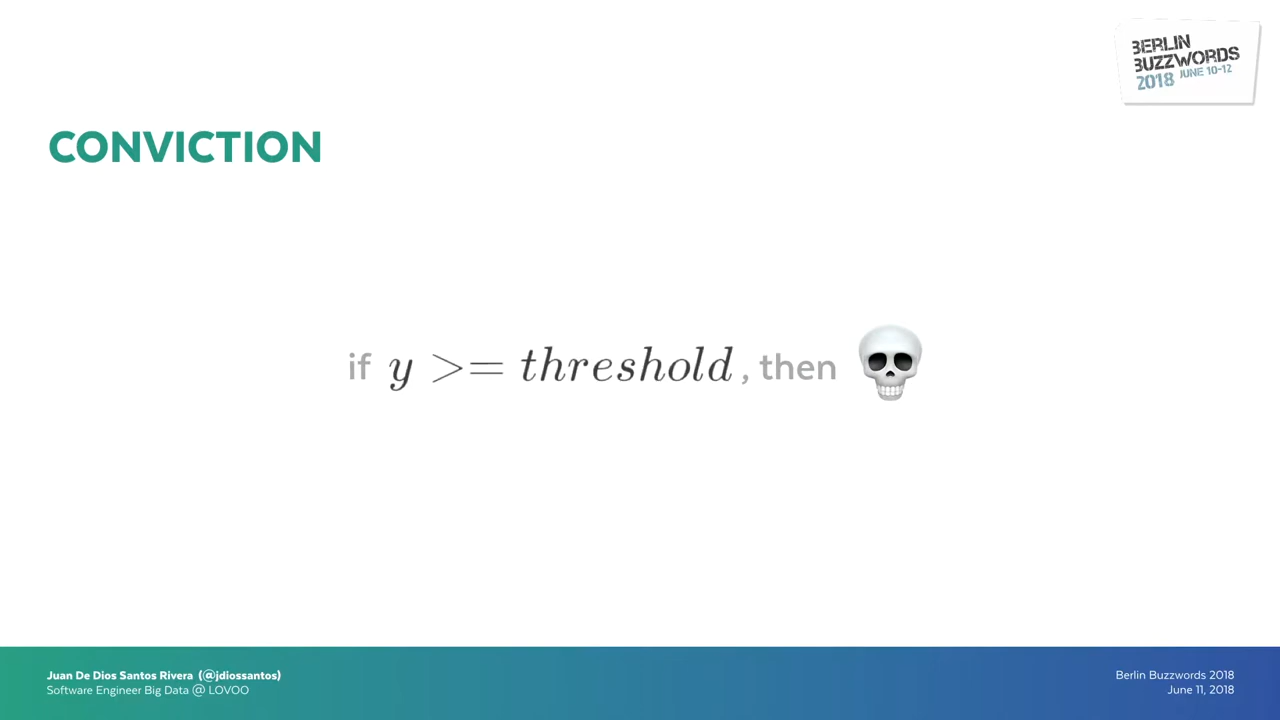 BERLIN
BUZZWORDS
2018 JUNE 10-12
CONVICTION
if y >= threshold, then 💀
Juan De Dios Santos Rivera (@jdiossantos)
Software Engineer Big Data @ LOVOO
Berlin Buzzwords 2018
June 11, 2018